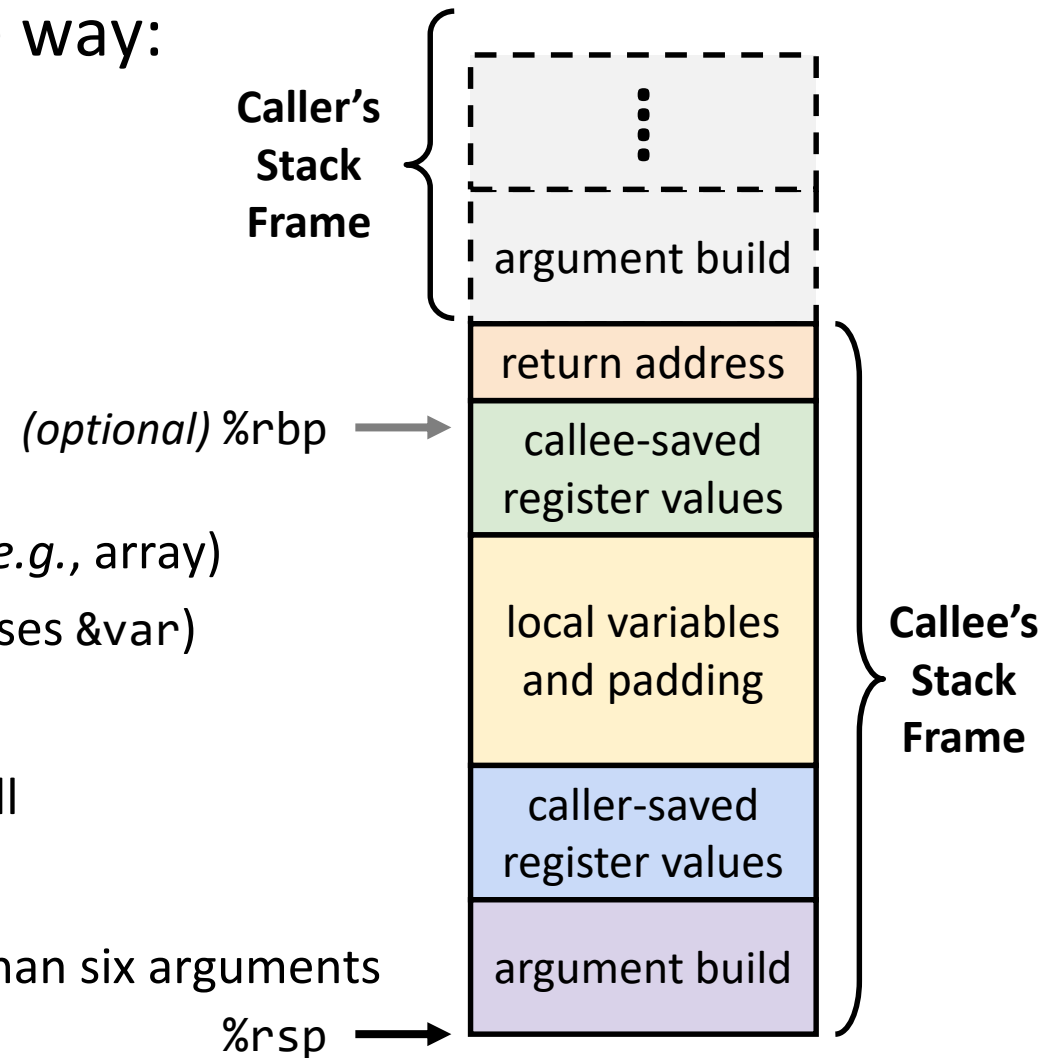 way:
Caller's
Stack
Frame
argument build
return address
(optional) %rbp
callee-saved
register values
e.g., array)
ses &var)
local variables
and padding
Callee's
Stack
Frame
ll
caller-saved
register values
han six arguments
argument build
%rsp